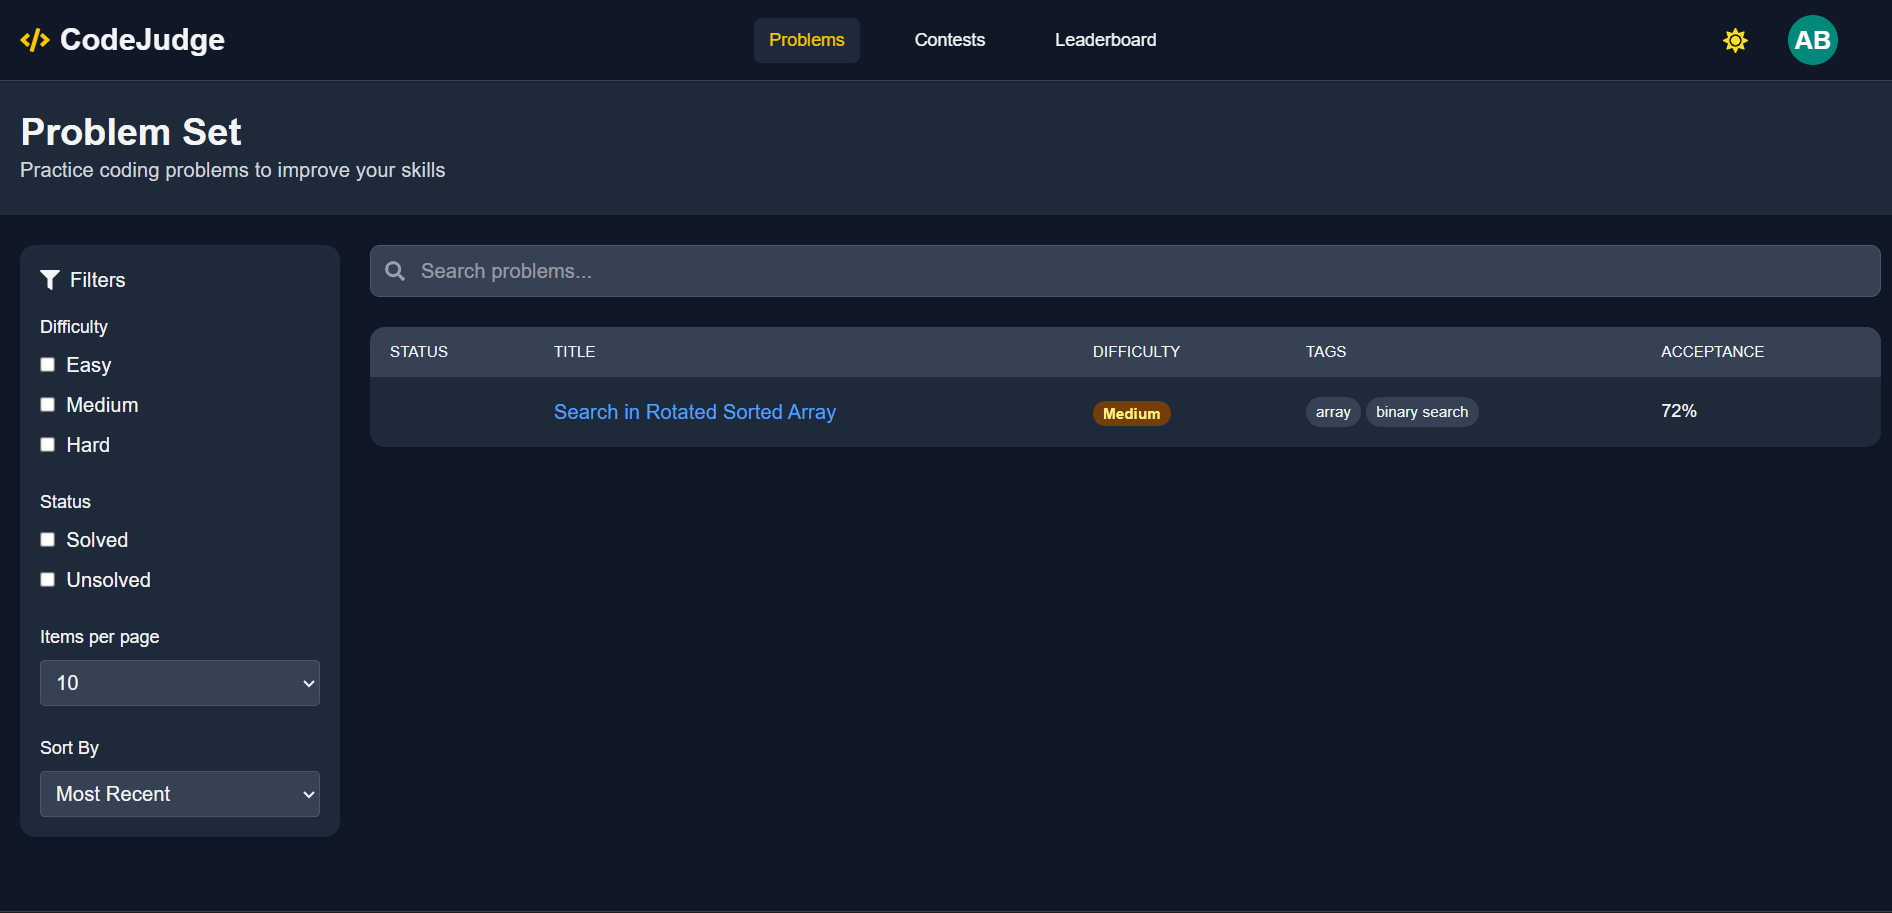 CodeJudge
Problems
Contests
Leaderboard
AB
Problem Set
Practice coding problems to improve your skills
Filters
Difficulty
Easy
Medium
Hard
Status
Solved
Unsolved
Items per page
10
Sort By
Most Recent
Search problems...
STATUS TITLE DIFFICULTY TAGS ACCEPTANCE
Search in Rotated Sorted Array Medium array binary search 72%